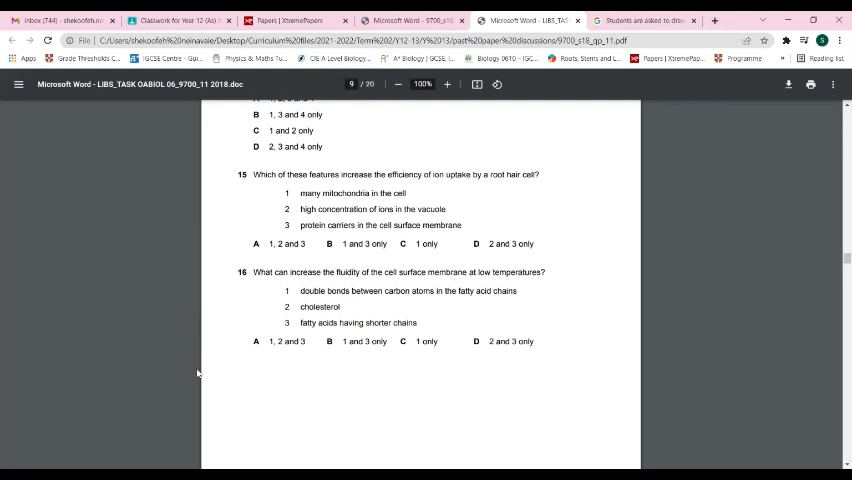 inbox (744) - shekoofeh.nei
Classwork for Year 12 (As) E
Papers | XtremePapers
Microsoft Word - 9700_s18_qp_11.
Microsoft Word - LIBS_TASK OAB
Students are asked to draw
File | C:/Users/shekoofeh%20neinavaie/Desktop/Curriculum%20files/2021-2022/Term%202/Y12-13/Y%2013/past%20paper%20discussions/9700_s18_qp_11.pdf
Apps Grade Thresholds C... IGCSE Centre - Gui... Physics & Maths Tu... CIE A Level Biology... A* Biology | GCSE, I... Biology 0610 – IGC... Roots, Stems and L... Papers | XtremePap... Programme » Reading list
Microsoft Word - LIBS_TASK OABIOL 06_9700_11 2018.doc 9 / 20 100%
B 1, 3 and 4 only
C 1 and 2 only
D 2, 3 and 4 only
15 Which of these features increase the efficiency of ion uptake by a root hair cell?
1 many mitochondria in the cell
2 high concentration of ions in the vacuole
3 protein carriers in the cell surface membrane
A 1, 2 and 3 B 1 and 3 only C 1 only D 2 and 3 only
16 What can increase the fluidity of the cell surface membrane at low temperatures?
1 double bonds between carbon atoms in the fatty acid chains
2 cholesterol
3 fatty acids having shorter chains
A 1, 2 and 3 B 1 and 3 only C 1 only D 2 and 3 only